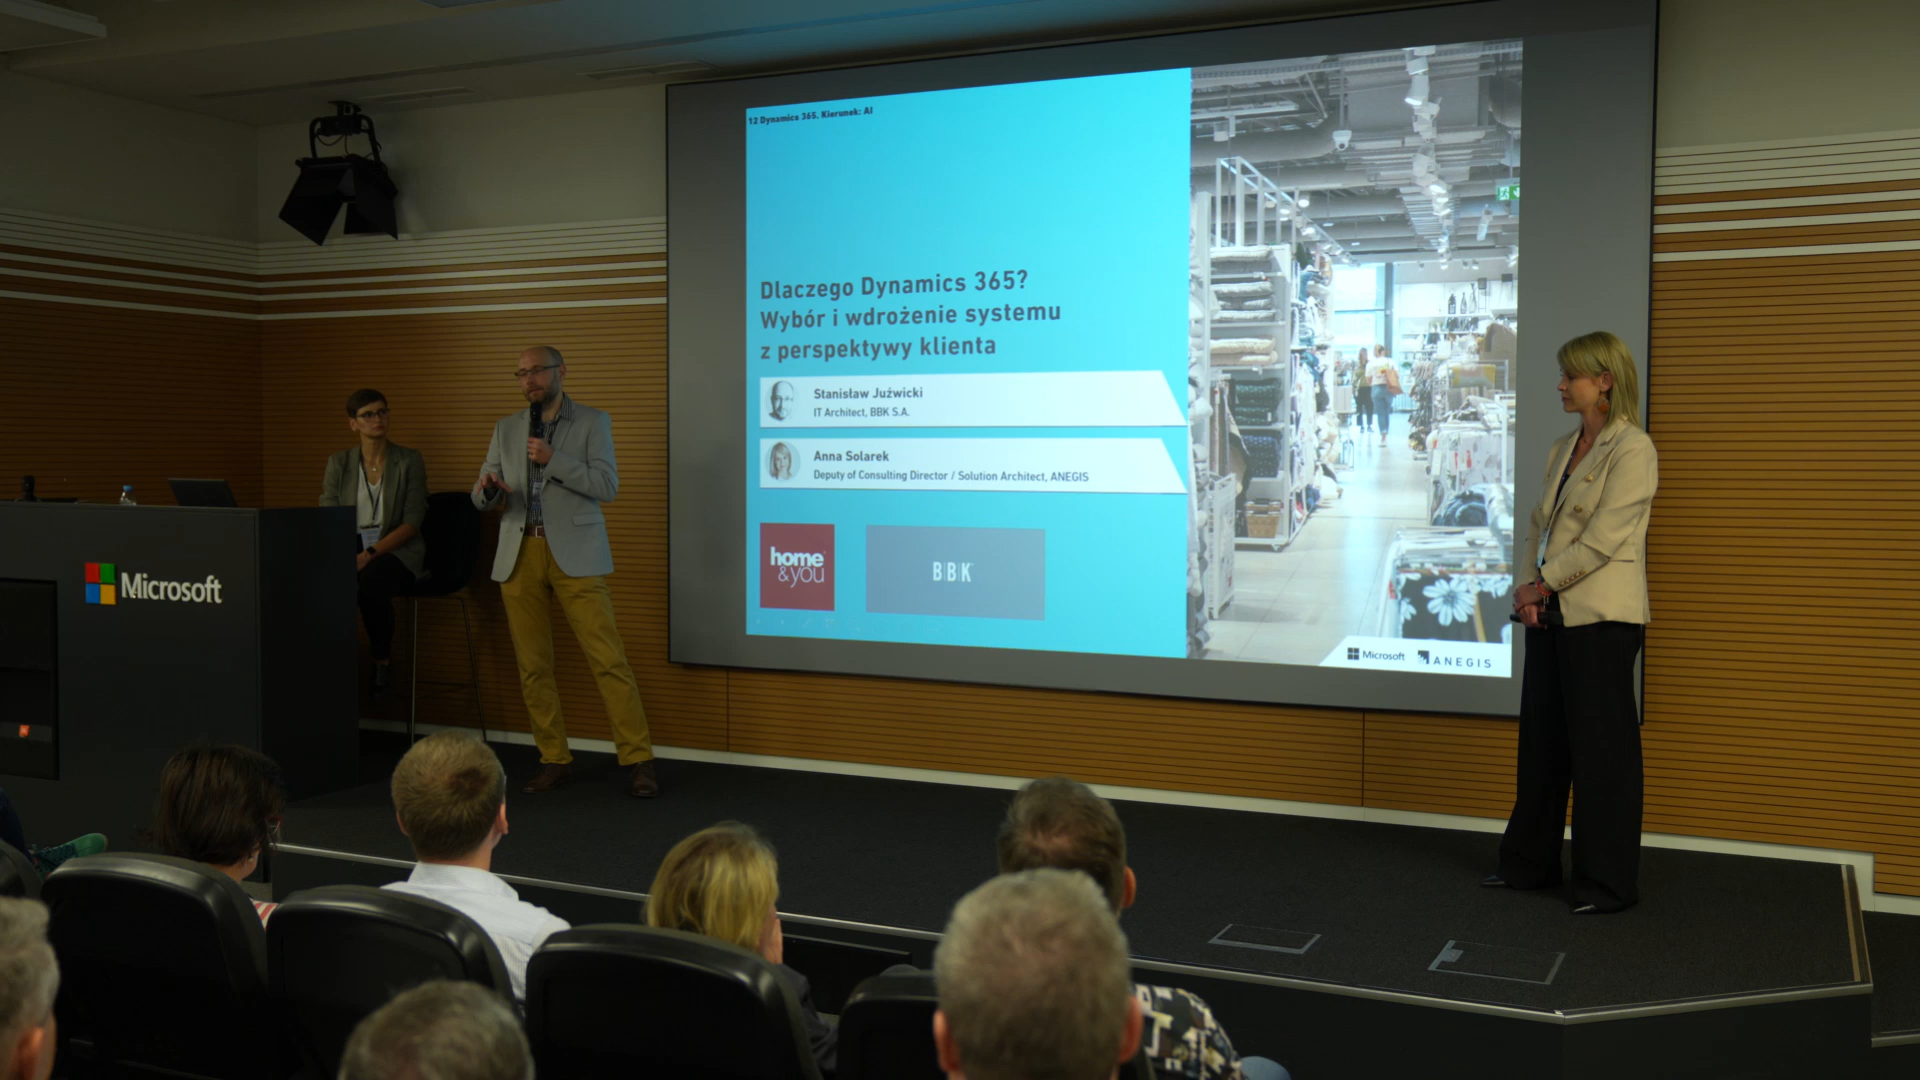 12 Dynamics 365. Kierunek: AI
Dlaczego Dynamics 365?
Wybór i wdrożenie systemu
z perspektywy klienta
Stanisław Juźwicki
IT Architect, BBK S.A.
Anna Solarek
Deputy of Consulting Director / Solution Architect, ANEGIS
home
&you
BBK
Microsoft
ANEGIS
Microsoft